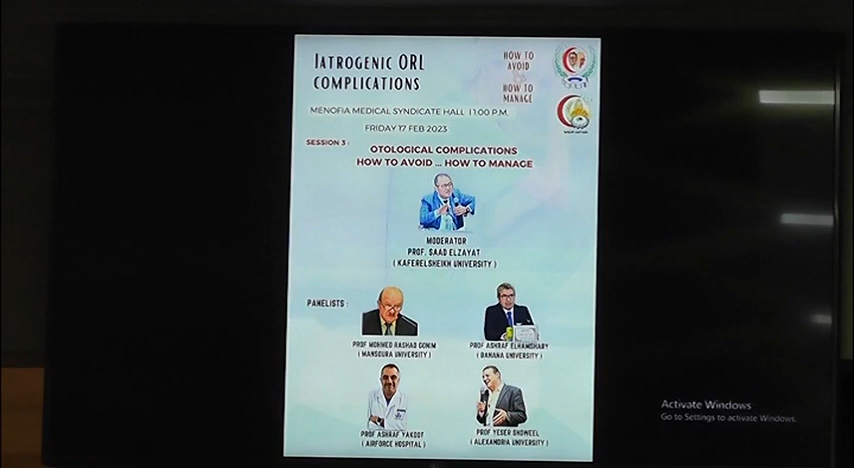 IATROGENIC ORL
COMPLICATIONS
HOW TO
AVOID
HOW TO
MANAGE
MENOFIA MEDICAL SYNDICATE HALL 11:00 P.M.
FRIDAY 17 FEB 2023
SESSION 3 :
OTOLOGICAL COMPLICATIONS
HOW TO AVOID ... HOW TO MANAGE
MODERATOR
PROF. SAAD ELZAYAT
( KAFERELSHEIKH UNIVERSITY )
PANELISTS :
PROF MOHMED RASHAD GONIM
( MANSOURA UNIVERSITY )
PROF ASHRAF ELHAMSHARY
( BANANA UNIVERSITY )
PROF ASHRAF YAKOOT
( AIRFORCE HOSPITAL )
PROF YESER SHOWEEL
( ALEXANDRIA UNIVERSITY )
Activate Windows
Go to Settings to activate Windows.